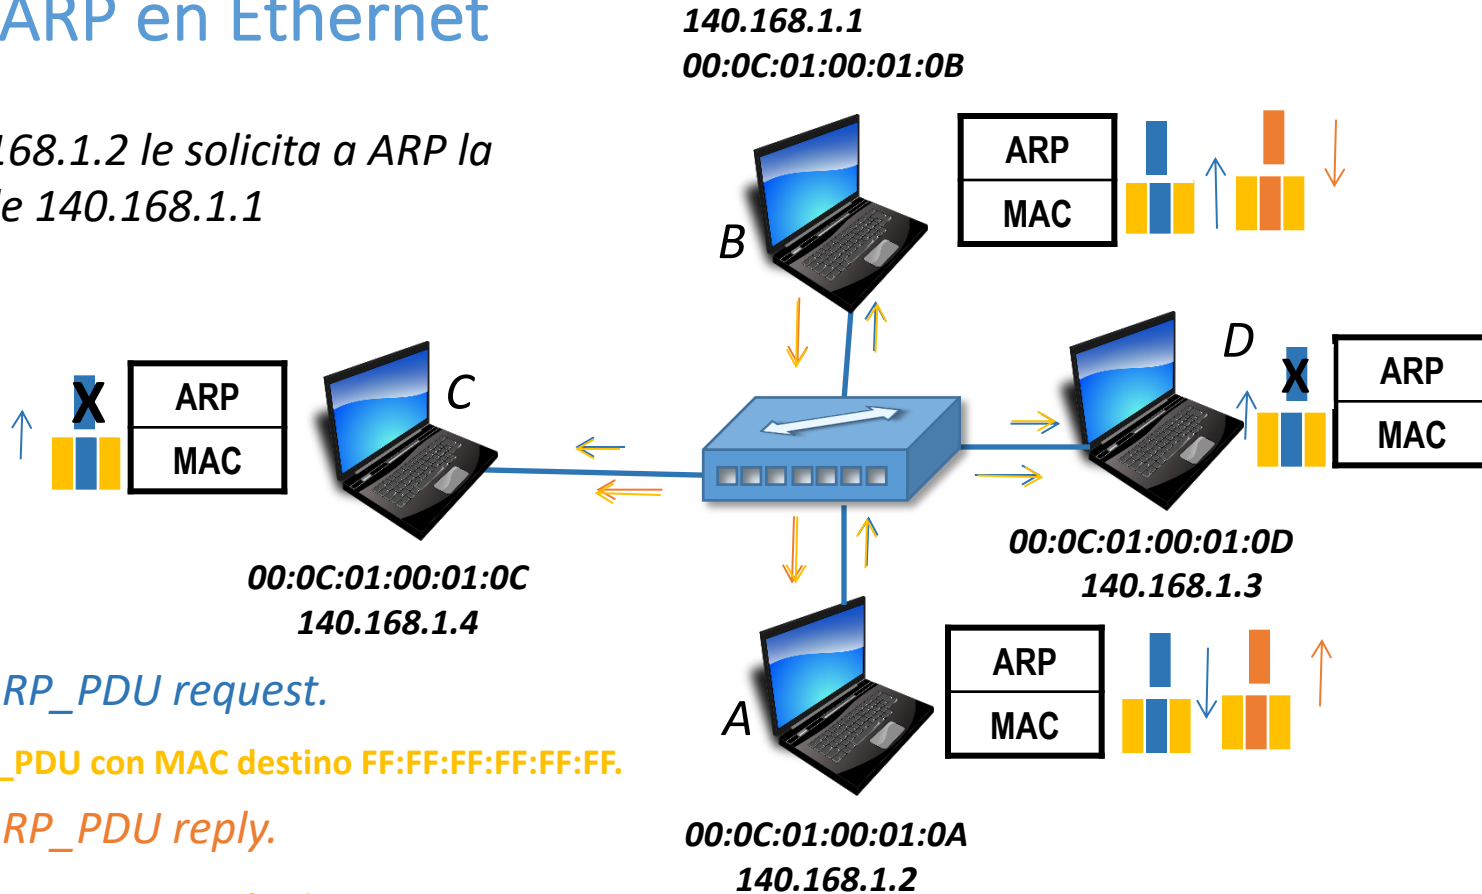 ARP en Ethernet
140.168.1.1
00:0C:01:00:01:0B
168.1.2 le solicita a ARP la
e 140.168.1.1
B
ARP
MAC
C
ARP
MAC
D
ARP
MAC
00:0C:01:00:01:0C
140.168.1.4
00:0C:01:00:01:0D
140.168.1.3
A
ARP
MAC
00:0C:01:00:01:0A
140.168.1.2
RP_PDU request.
_PDU con MAC destino FF:FF:FF:FF:FF:FF.
RP_PDU reply.